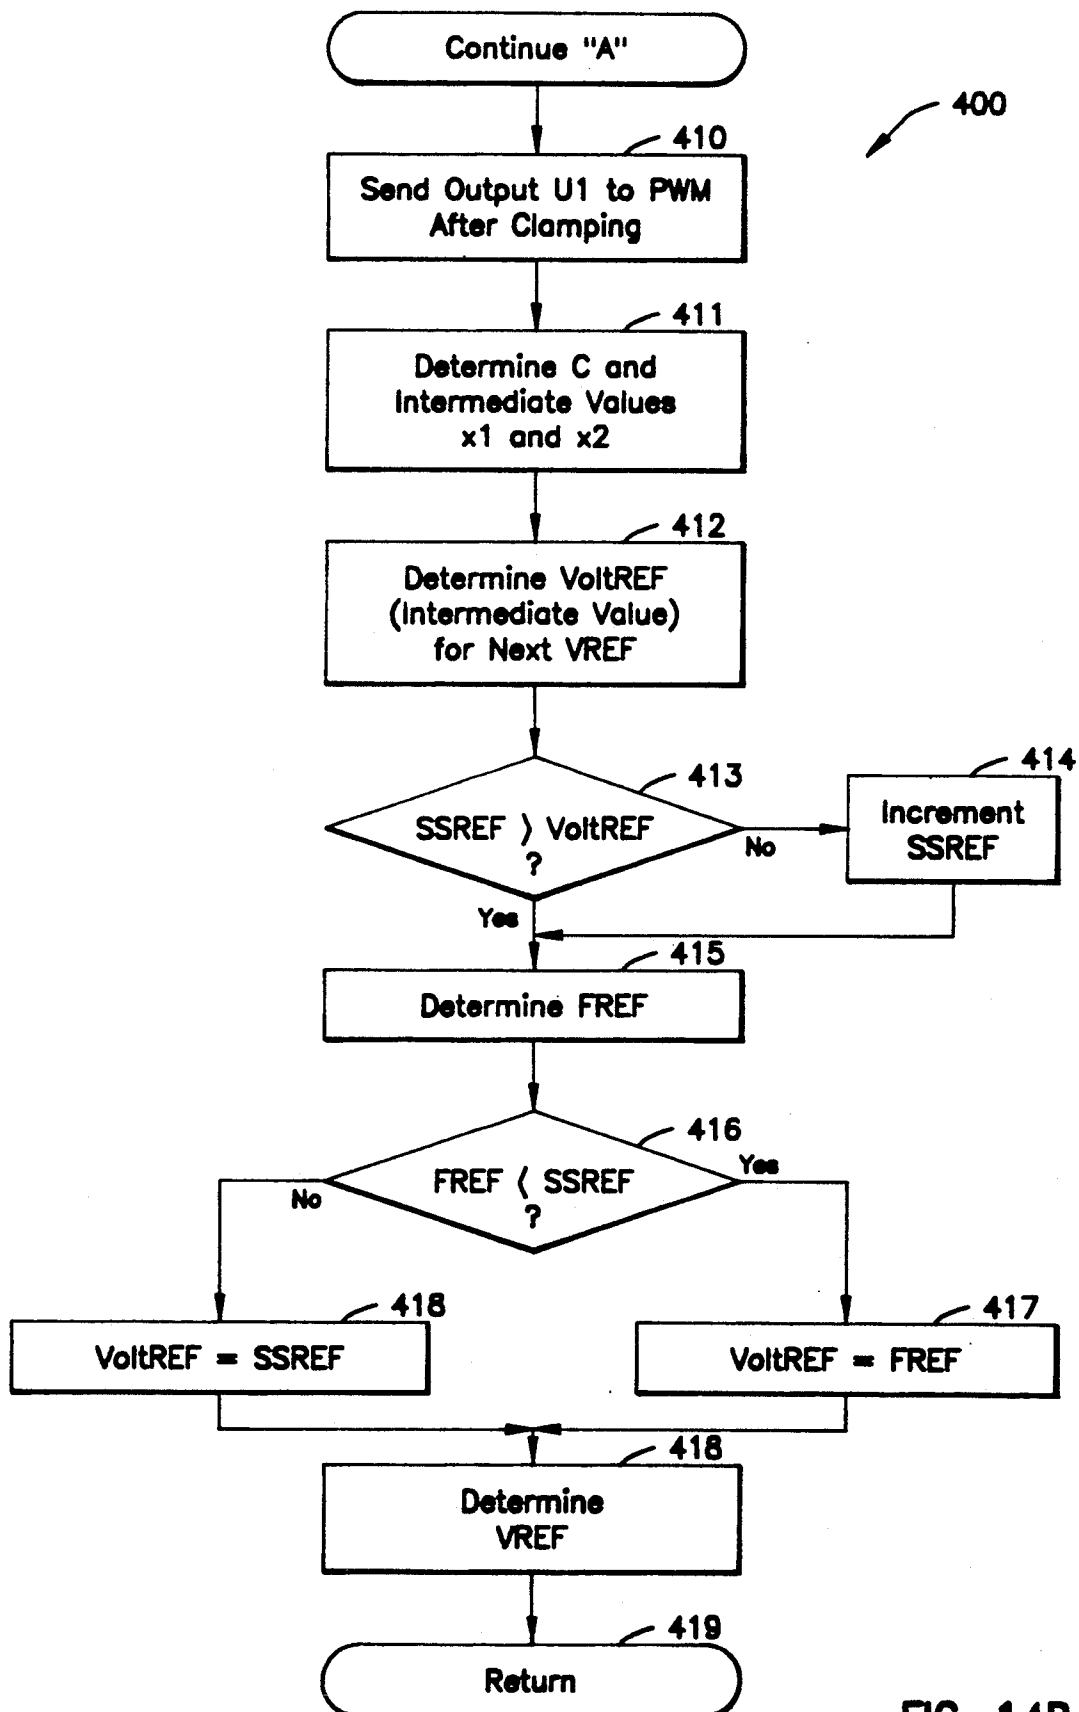 Continue "A"
400
410
Send Output U1 to PWM
After Clamping
411
Determine C and
Intermediate Values
x1 and x2
412
Determine VoltREF
(Intermediate Value)
for Next VREF
413
SSREF > VoltREF
?
No
414
Increment
SSREF
Yes
415
Determine FREF
416
FREF < SSREF
?
No
Yes
418
VoltREF = SSREF
417
VoltREF = FREF
418
Determine
VREF
419
Return